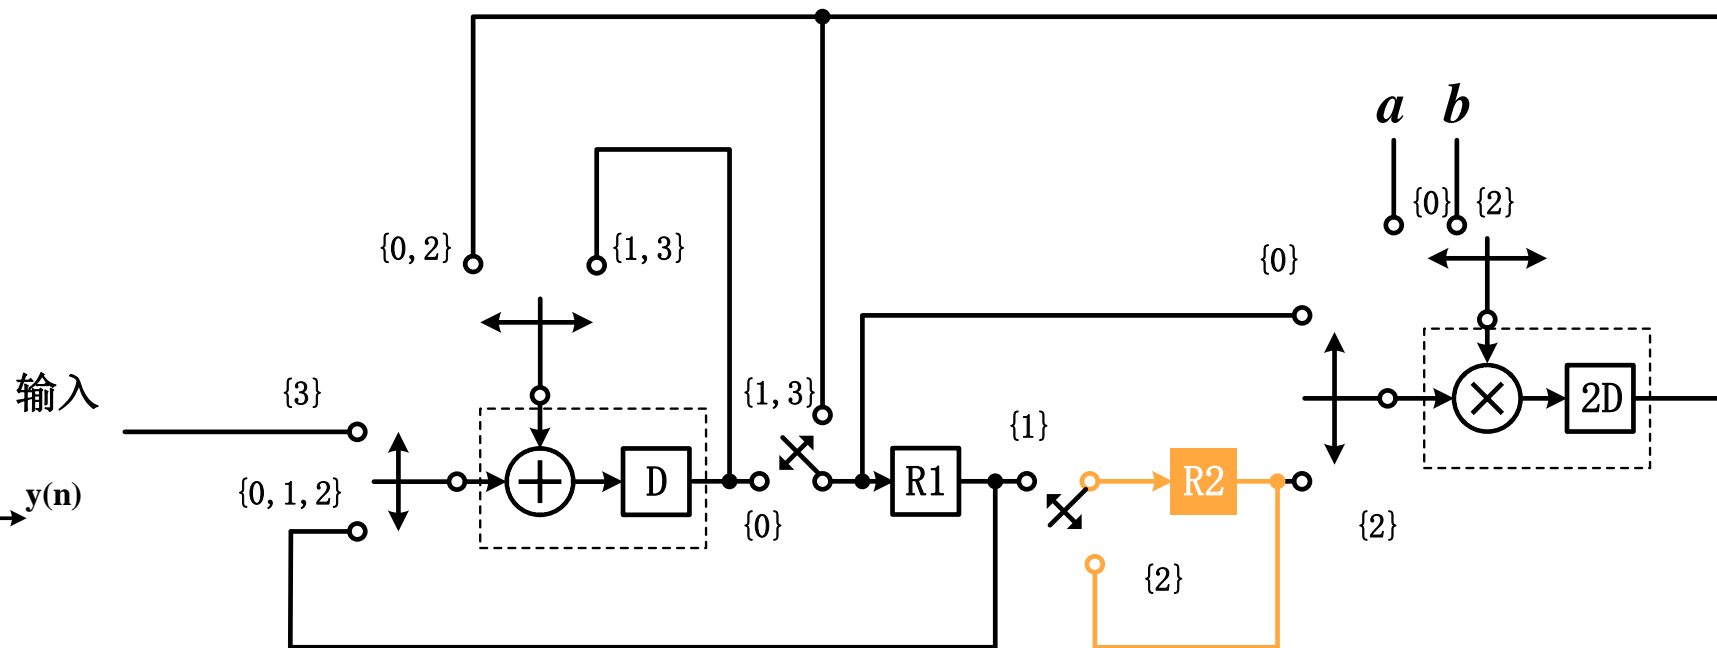 a b
{0} {2}
{0,2} {1,3}
{0}
输入 {3}
{1,3}
{1}
2D
{0,1,2}
y(n)
D
R1
R2
{0}
{2}
{2}